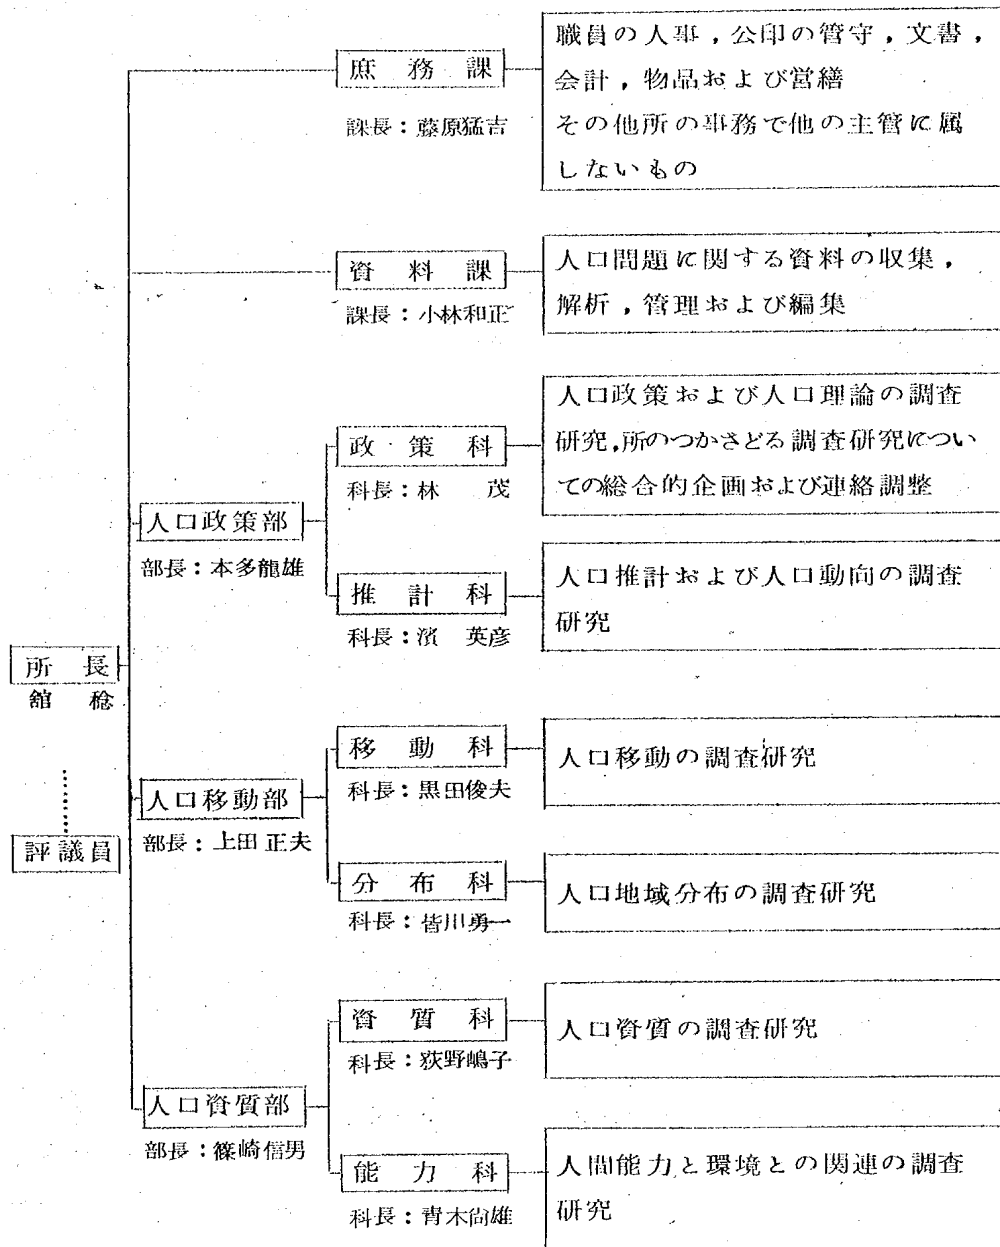 庶務課
課長：藤原猛吉
職員の人事，公印の管守，文書，
会計，物品および営繕
その他所の事務で他の主管に属
しないもの
資料課
課長：小林和正
人口問題に関する資料の収集，
解析，管理および編集
人口政策部
部長：本多龍雄
政策科
科長：林　茂
人口政策および人口理論の調査
研究，所のつかさどる調査研究につい
ての総合的企画および連絡調整
推計科
科長：濱　英彦
人口推計および人口動向の調査
研究
所長
舘　稔
評議員
人口移動部
部長：上田正夫
移動科
科長：黒田俊夫
人口移動の調査研究
分布科
科長：皆川勇一
人口地域分布の調査研究
人口資質部
部長：篠崎信男
資質科
科長：荻野嶋子
人口資質の調査研究
能力科
科長：青木尚雄
人間能力と環境との関連の調査
研究